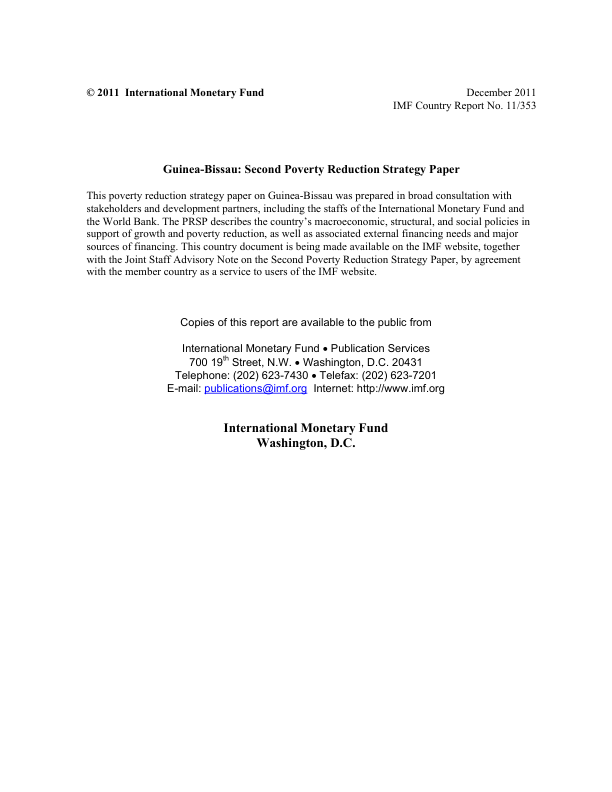 © 2011 International Monetary Fund December 2011
IMF Country Report No. 11/353
Guinea-Bissau: Second Poverty Reduction Strategy Paper
This poverty reduction strategy paper on Guinea-Bissau was prepared in broad consultation with
stakeholders and development partners, including the staffs of the International Monetary Fund and
the World Bank. The PRSP describes the country's macroeconomic, structural, and social policies in
support of growth and poverty reduction, as well as associated external financing needs and major
sources of financing. This country document is being made available on the IMF website, together
with the Joint Staff Advisory Note on the Second Poverty Reduction Strategy Paper, by agreement
with the member country as a service to users of the IMF website.
Copies of this report are available to the public from
International Monetary Fund • Publication Services
700 19th Street, N.W. • Washington, D.C. 20431
Telephone: (202) 623-7430 • Telefax: (202) 623-7201
E-mail: publications@imf.org Internet: http://www.imf.org
International Monetary Fund
Washington, D.C.